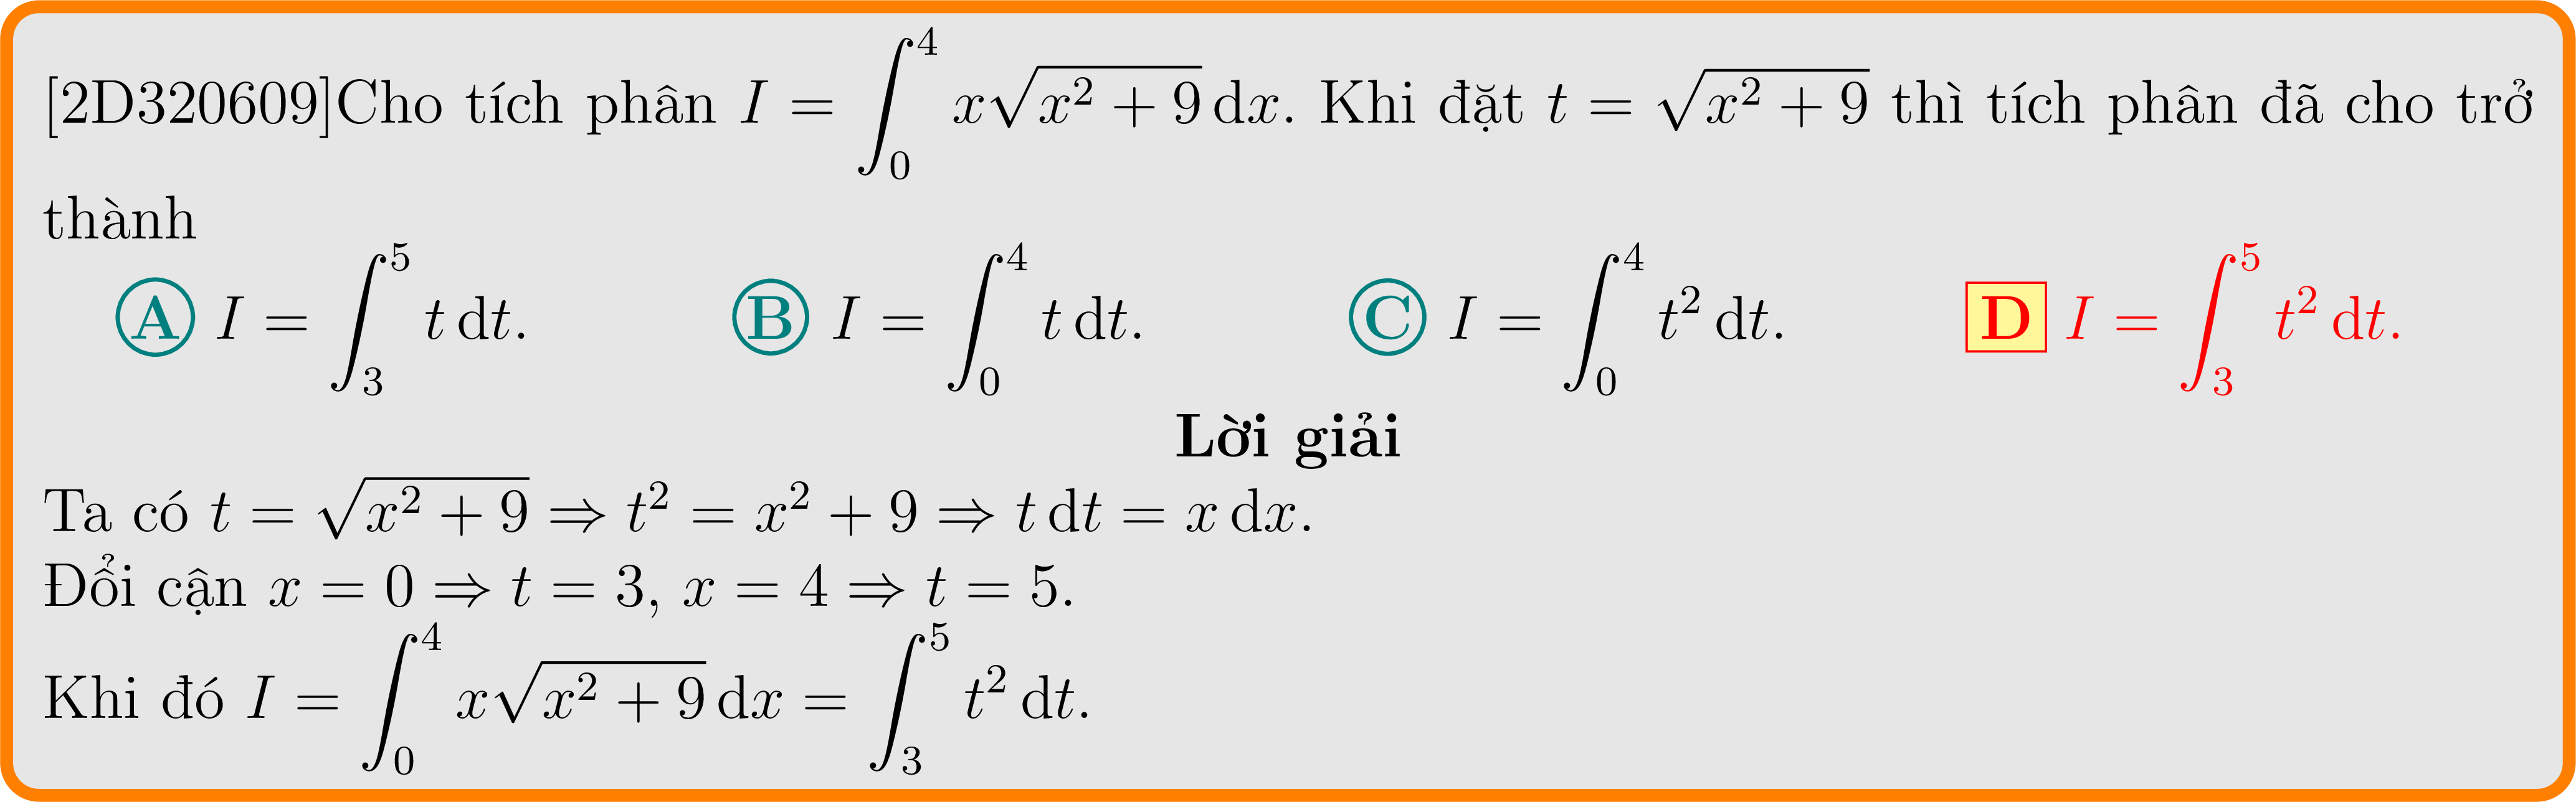 [2D320609]Cho tích phân $I = \int_0^4 x\sqrt{x^2+9}\,\mathrm{d}x$. Khi đặt $t = \sqrt{x^2+9}$ thì tích phân đã cho trở
thành
A $I = \int_3^5 t\,\mathrm{d}t$. B $I = \int_0^4 t\,\mathrm{d}t$. C $I = \int_0^4 t^2\,\mathrm{d}t$. D $I = \int_3^5 t^2\,\mathrm{d}t$.
Lời giải
Ta có $t = \sqrt{x^2+9} \Rightarrow t^2 = x^2 + 9 \Rightarrow t\,\mathrm{d}t = x\,\mathrm{d}x$.
Đổi cận $x = 0 \Rightarrow t = 3$, $x = 4 \Rightarrow t = 5$.
Khi đó $I = \int_0^4 x\sqrt{x^2+9}\,\mathrm{d}x = \int_3^5 t^2\,\mathrm{d}t$.